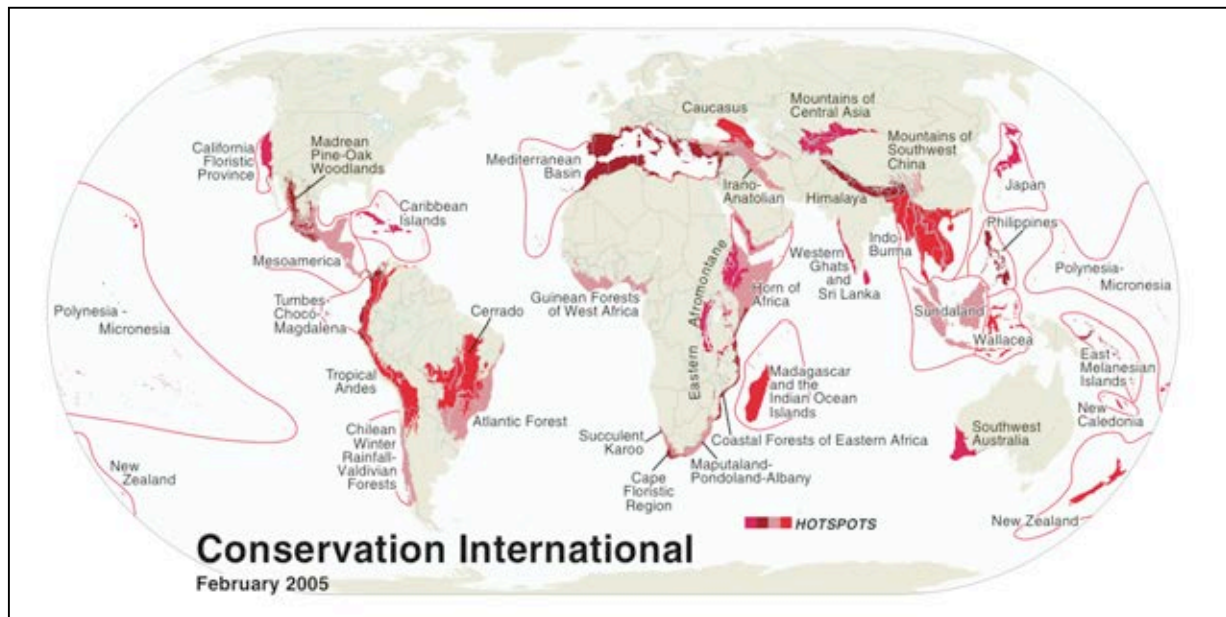 California
Floristic
Province
Madrean
Pine-Oak
Woodlands
Caribbean
Islands
Mesoamerica
Polynesia -
Micronesia
Tumbes-
Chocó-
Magdalena
Tropical
Andes
Cerrado
Atlantic Forest
Chilean
Winter
Rainfall-
Valdivian
Forests
New
Zealand
Mediterranean
Basin
Caucasus
Irano-
Anatolian
Mountains of
Central Asia
Mountains of
Southwest
China
Himalaya
Japan
Philippines
Indo-
Burma
Western
Ghats
and
Sri Lanka
Guinean Forests
of West Africa
Eastern Afromontane
Horn of
Africa
Polynesia-
Micronesia
Sundaland
Wallacea
East-
Melanesian
Islands
New
Caledonia
Madagascar
and the
Indian Ocean
Islands
Coastal Forests of Eastern Africa
Succulent
Karoo
Cape
Floristic
Region
Maputaland-
Pondoland-Albany
Southwest
Australia
New Zealand
HOTSPOTS
Conservation International
February 2005